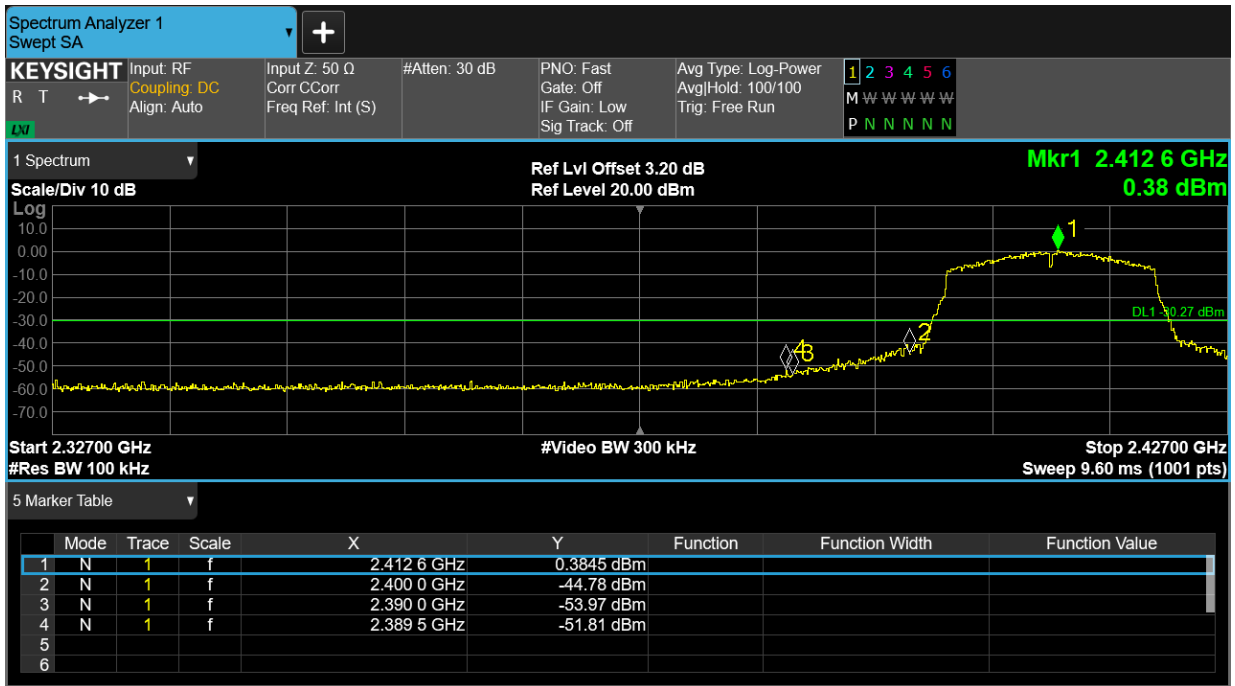 Spectrum Analyzer 1
Swept SA
KEYSIGHT
R T
LXI
Input: RF
Coupling: DC
Align: Auto
Input Z: 50 Ω
Corr CCorr
Freq Ref: Int (S)
#Atten: 30 dB
PNO: Fast
Gate: Off
IF Gain: Low
Sig Track: Off
Avg Type: Log-Power
Avg|Hold: 100/100
Trig: Free Run
1 2 3 4 5 6
M W W W W W
P N N N N N
1 Spectrum
Scale/Div 10 dB
Log
Ref Lvl Offset 3.20 dB
Ref Level 20.00 dBm
Mkr1 2.412 6 GHz
0.38 dBm
10.0
0.00
-10.0
-20.0
-30.0
-40.0
-50.0
-60.0
-70.0
1
DL1 -30.27 dBm
2
4 3
Start 2.32700 GHz
#Res BW 100 kHz
#Video BW 300 kHz
Stop 2.42700 GHz
Sweep 9.60 ms (1001 pts)
5 Marker Table
Mode Trace Scale X Y Function Function Width Function Value
1 N 1 f 2.412 6 GHz 0.3845 dBm
2 N 1 f 2.400 0 GHz -44.78 dBm
3 N 1 f 2.390 0 GHz -53.97 dBm
4 N 1 f 2.389 5 GHz -51.81 dBm
5
6